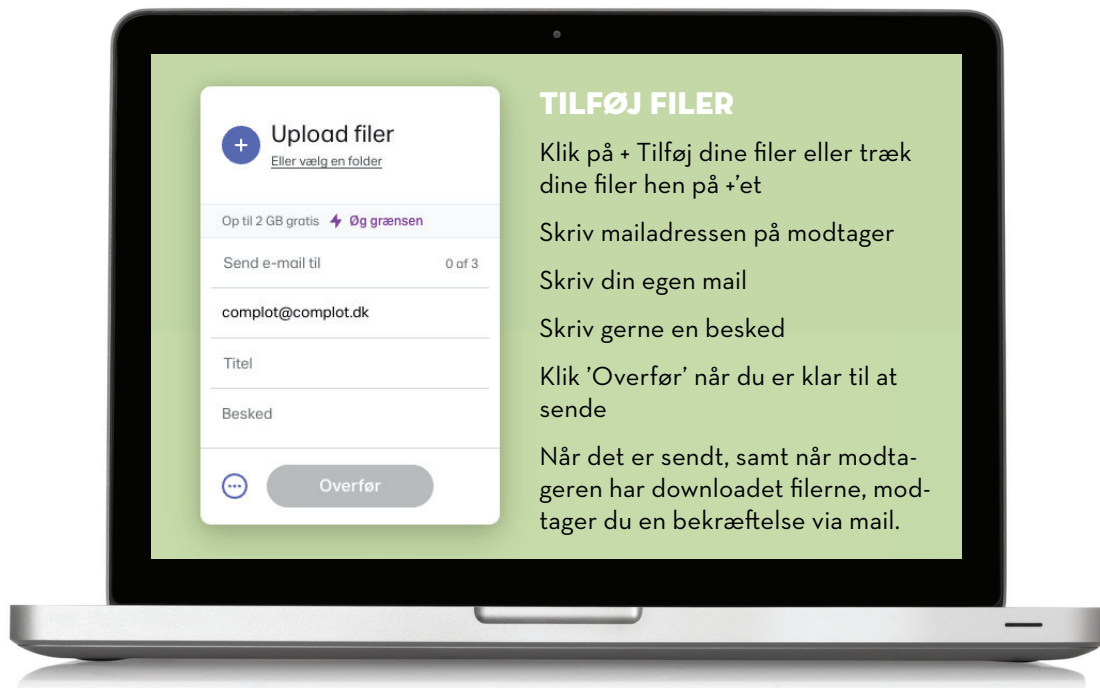 Upload filer
Eller vælg en folder
Op til 2 GB gratis Øg grænsen
Send e-mail til 0 af 3
complot@complot.dk
Titel
Besked
Overfør
TILFØJ FILER
Klik på + Tilføj dine filer eller træk
dine filer hen på +’et
Skriv mailadressen på modtager
Skriv din egen mail
Skriv gerne en besked
Klik ’Overfør’ når du er klar til at
sende
Når det er sendt, samt når modta-
geren har downloadet filerne, mod-
tager du en bekræftelse via mail.